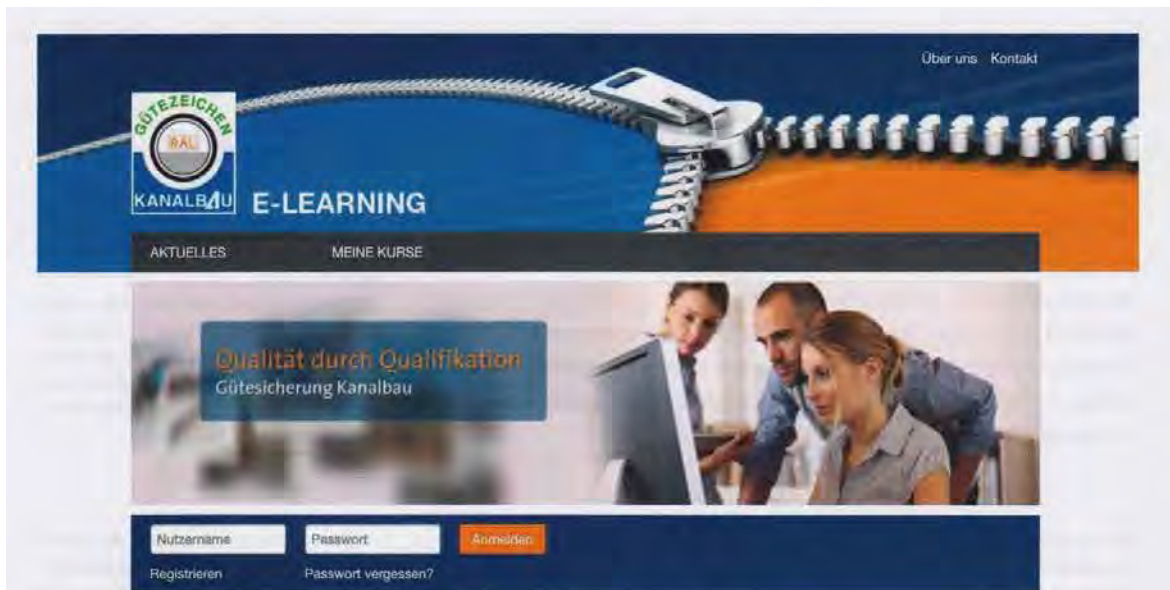 Über uns Kontakt
GÜTEZEICHEN
RAL
KANALBAU
E-LEARNING
AKTUELLES MEINE KURSE
Qualität durch Qualifikation
Gütesicherung Kanalbau
Nutzername Passwort Anmelden
Registrieren Passwort vergessen?